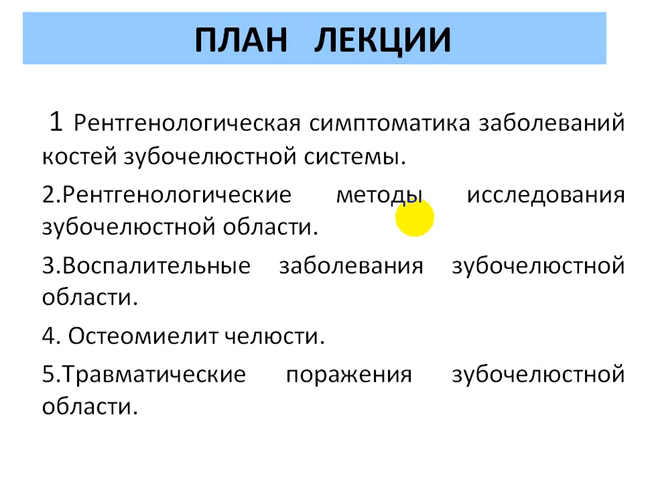 ПЛАН ЛЕКЦИИ
1 Рентгенологическая симптоматика заболеваний
костей зубочелюстной системы.
2.Рентгенологические методы исследования
зубочелюстной области.
3.Воспалительные заболевания зубочелюстной
области.
4. Остеомиелит челюсти.
5.Травматические поражения зубочелюстной
области.